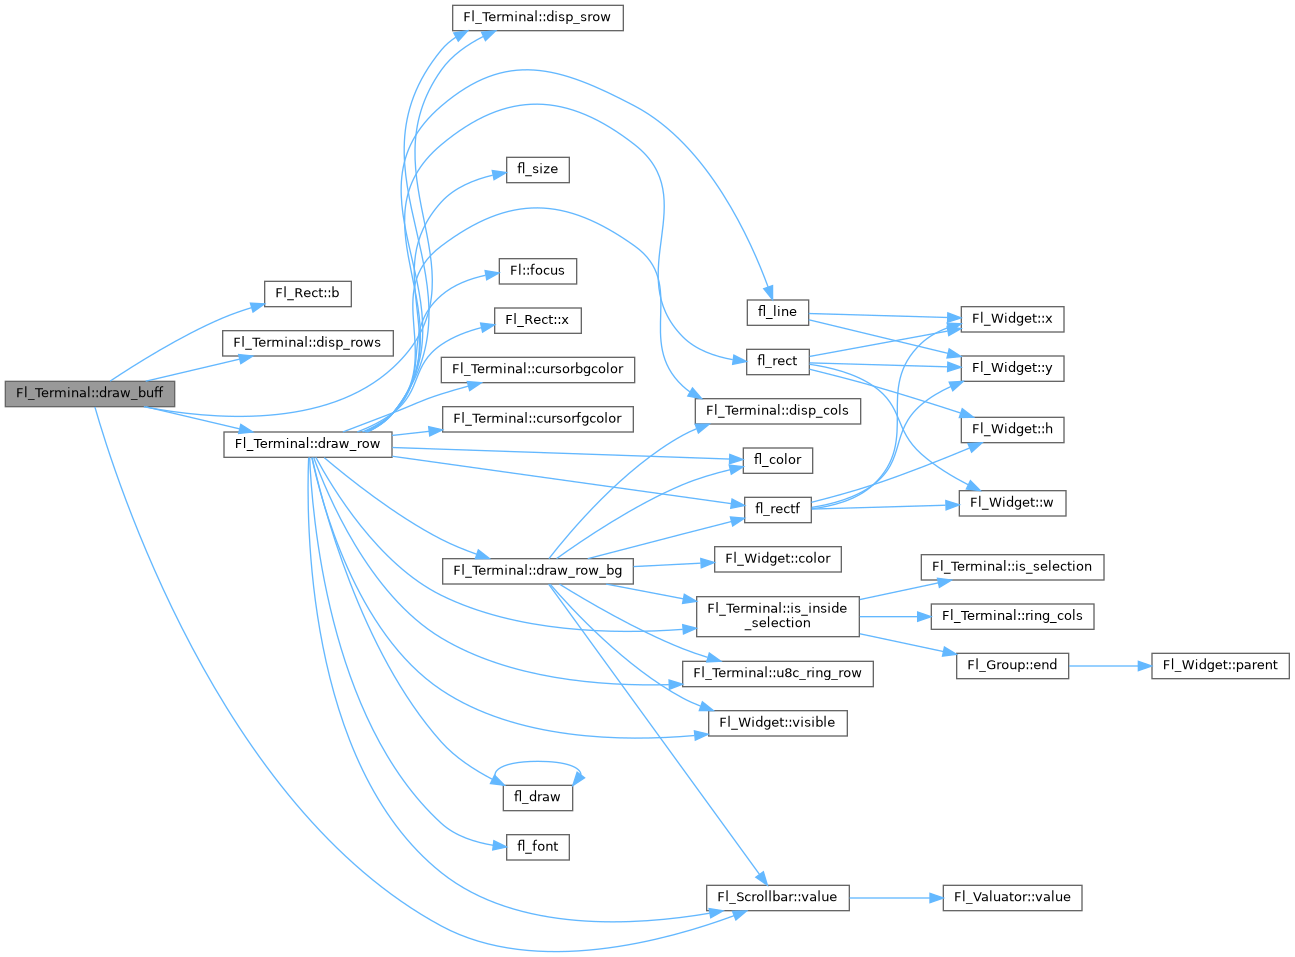 Fl_Terminal::disp_srow
fl_size
Fl::focus
Fl_Rect::b
Fl_Rect::x
fl_line
Fl_Widget::x
Fl_Terminal::disp_rows
fl_rect
Fl_Widget::y
Fl_Terminal::cursorbgcolor
Fl_Terminal::draw_buff
Fl_Terminal::disp_cols
Fl_Terminal::cursorfgcolor
Fl_Widget::h
Fl_Terminal::draw_row
fl_color
Fl_Widget::w
fl_rectf
Fl_Widget::color
Fl_Terminal::draw_row_bg
Fl_Terminal::is_selection
Fl_Terminal::is_inside
_selection
Fl_Terminal::ring_cols
Fl_Group::end
Fl_Widget::parent
Fl_Terminal::u8c_ring_row
Fl_Widget::visible
fl_draw
fl_font
Fl_Scrollbar::value
Fl_Valuator::value